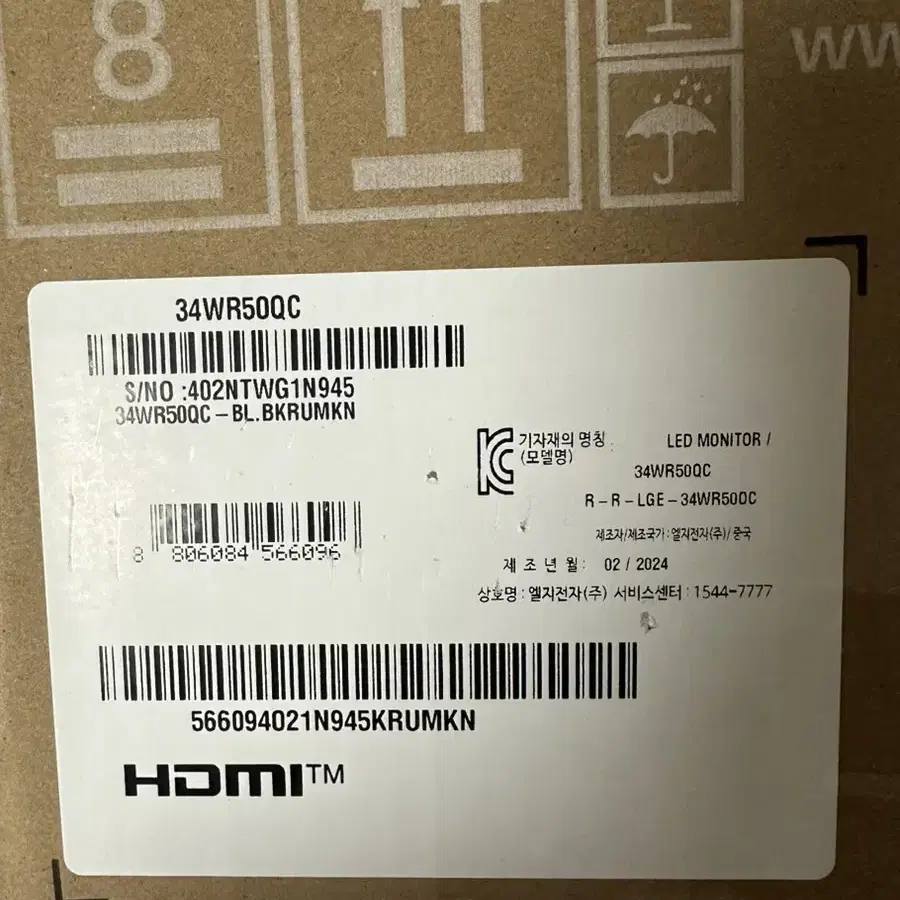 8
ww
34WR50QC
S/NO :402NTWG1N945
34WR50QC-BL.BKRUMKN
기자재의 명칭 LED MONITOR /
(모델명) 34WR50QC
R-R-LGE-34WR50QC
제조자/제조국가 : 엘지전자(주)/ 중국
제 조 년 월 : 02 / 2024
상호명 : 엘지전자(주) 서비스센터 : 1544-7777
8 806084 566096
566094021N945KRUMKN
HDMI™